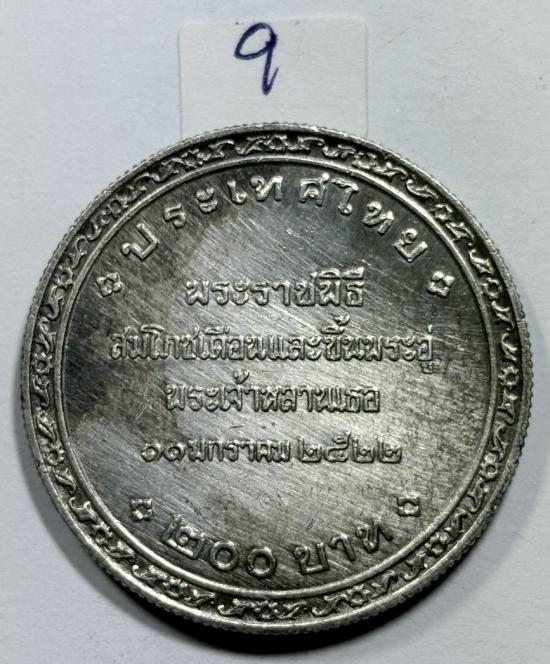 9
ประเทศไทย
พระราชพิธี
สมโภชเดือนและขึ้นพระอู่
พระเจ้าหลานเธอ
๑๑ มกราคม ๒๕๒๒
๒๐๐ บาท